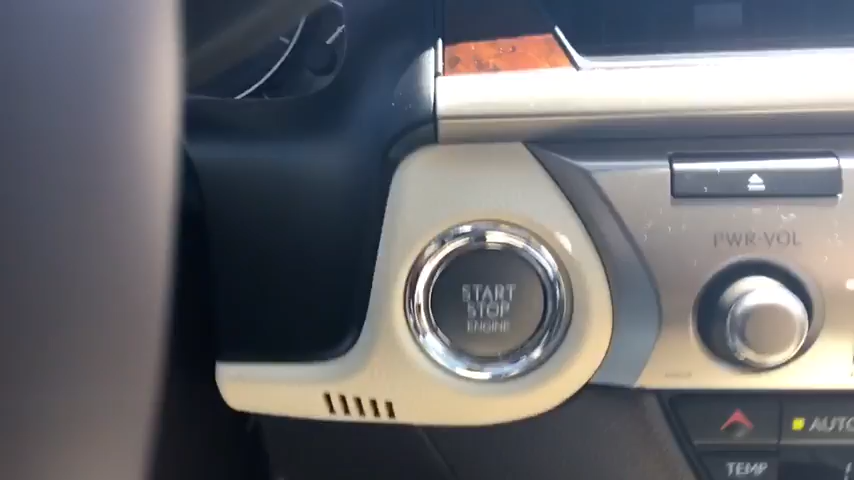 PWR·VOL
START
STOP
ENGINE
AUTO
TEMP